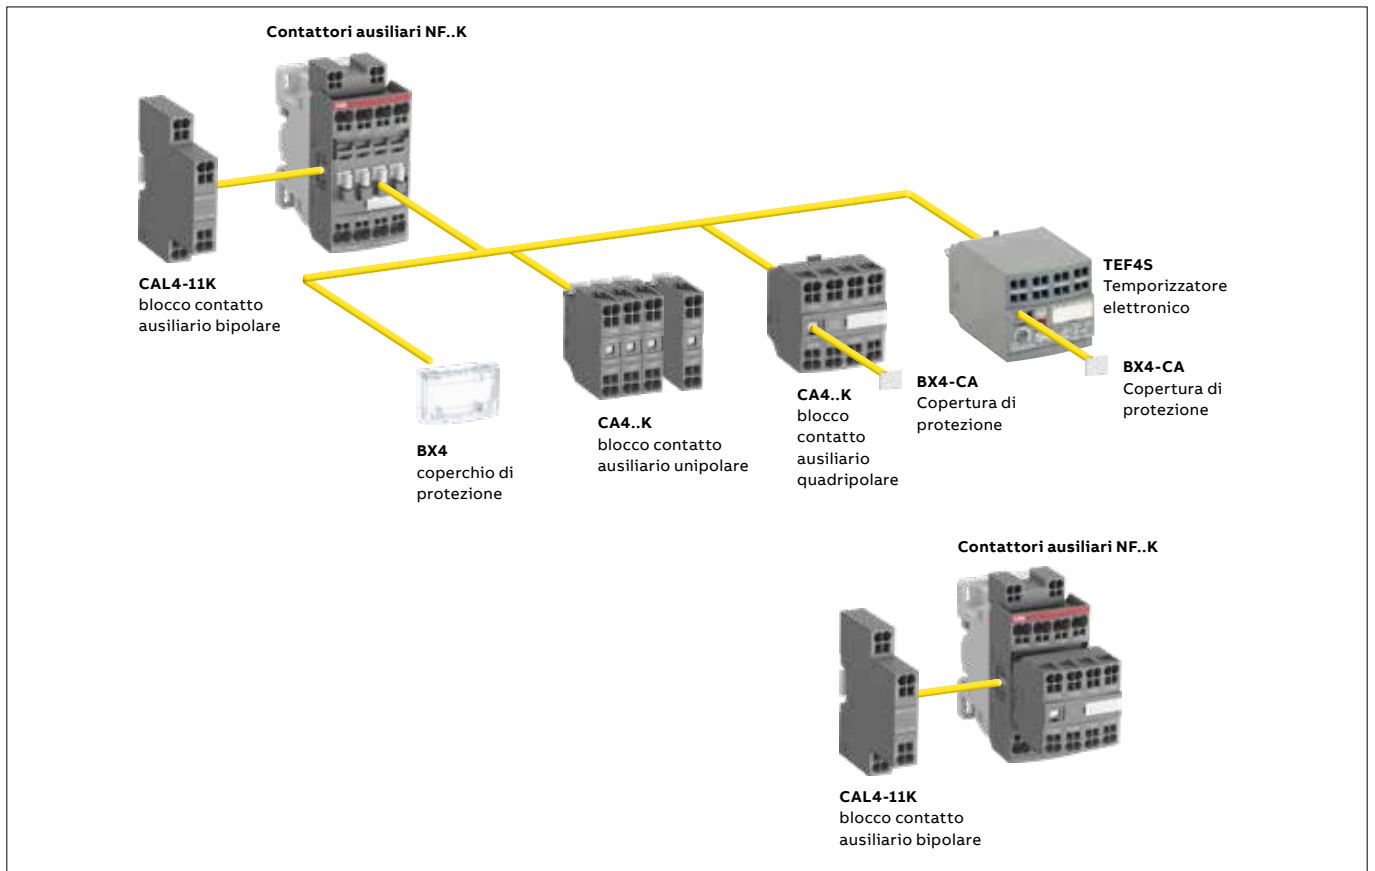 Contattori ausiliari NF..K
CAL4-11K
blocco contatto
ausiliario bipolare
BX4
coperchio di
protezione
CA4..K
blocco contatto
ausiliario unipolare
CA4..K
blocco
contatto
ausiliario
quadripolare
BX4-CA
Copertura di
protezione
TEF4S
Temporizzatore
elettronico
BX4-CA
Copertura di
protezione
Contattori ausiliari NF..K
CAL4-11K
blocco contatto
ausiliario bipolare